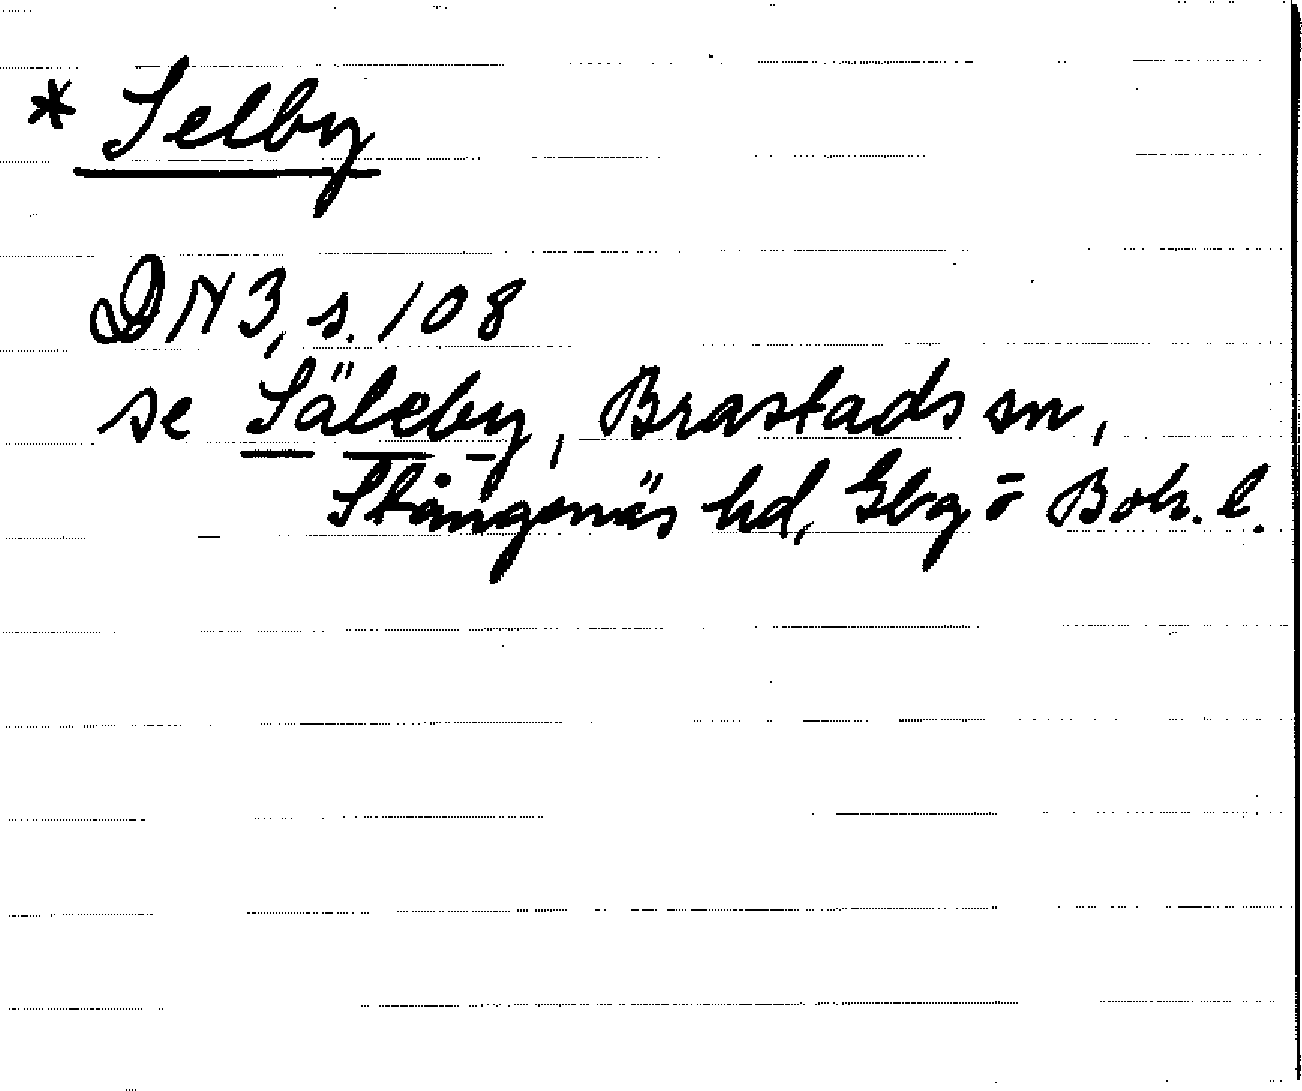 * Selby
DN 3, s. 108
se Säleby, Brastads sn,
Stångenäs hd, Gbg o Boh. l.